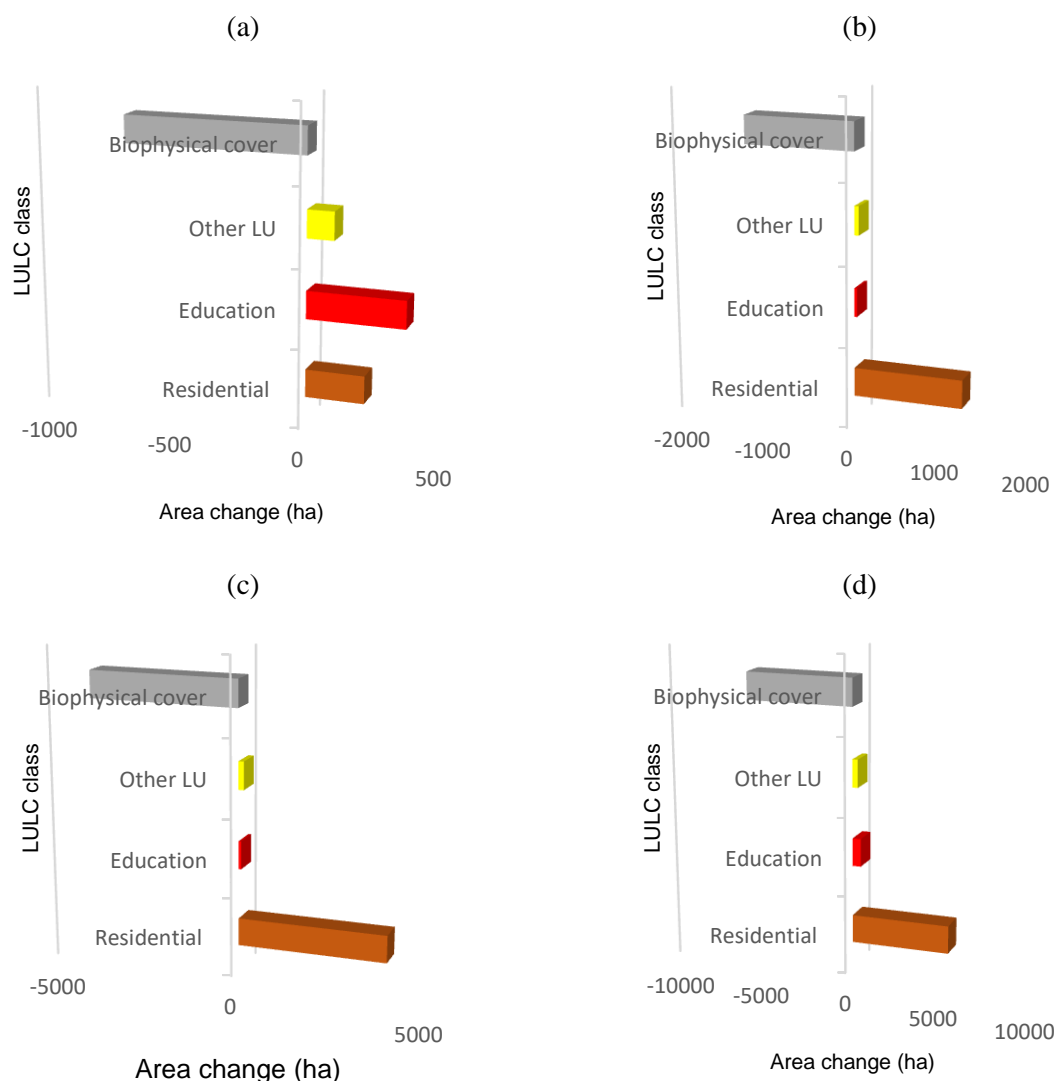 (a)
LULC class
Biophysical cover
Other LU
Education
Residential
-1000
-500
0
500
Area change (ha)
(b)
LULC class
Biophysical cover
Other LU
Education
Residential
-2000
-1000
0
1000
2000
Area change (ha)
(c)
LULC class
Biophysical cover
Other LU
Education
Residential
-5000
0
5000
Area change (ha)
(d)
LULC class
Biophysical cover
Other LU
Education
Residential
-10000
-5000
0
5000
10000
Area change (ha)